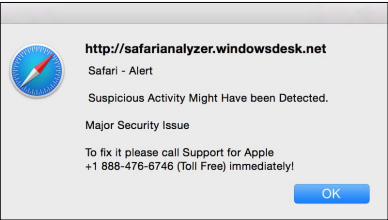 http://safarianalyzer.windowsdesk.net
Safari - Alert
Suspicious Activity Might Have been Detected.
Major Security Issue
To fix it please call Support for Apple
+1 888-476-6746 (Toll Free) immediately!
OK